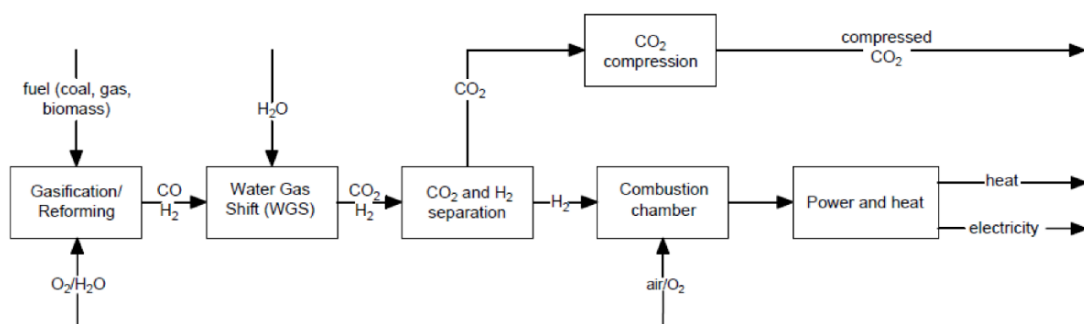 CO₂
compression
compressed
CO₂
fuel (coal, gas,
biomass)
H₂O
CO₂
Gasification/
Reforming
CO
H₂
Water Gas
Shift (WGS)
CO₂
H₂
CO₂ and H₂
separation
H₂
Combustion
chamber
Power and heat
heat
electricity
O₂/H₂O
air/O₂